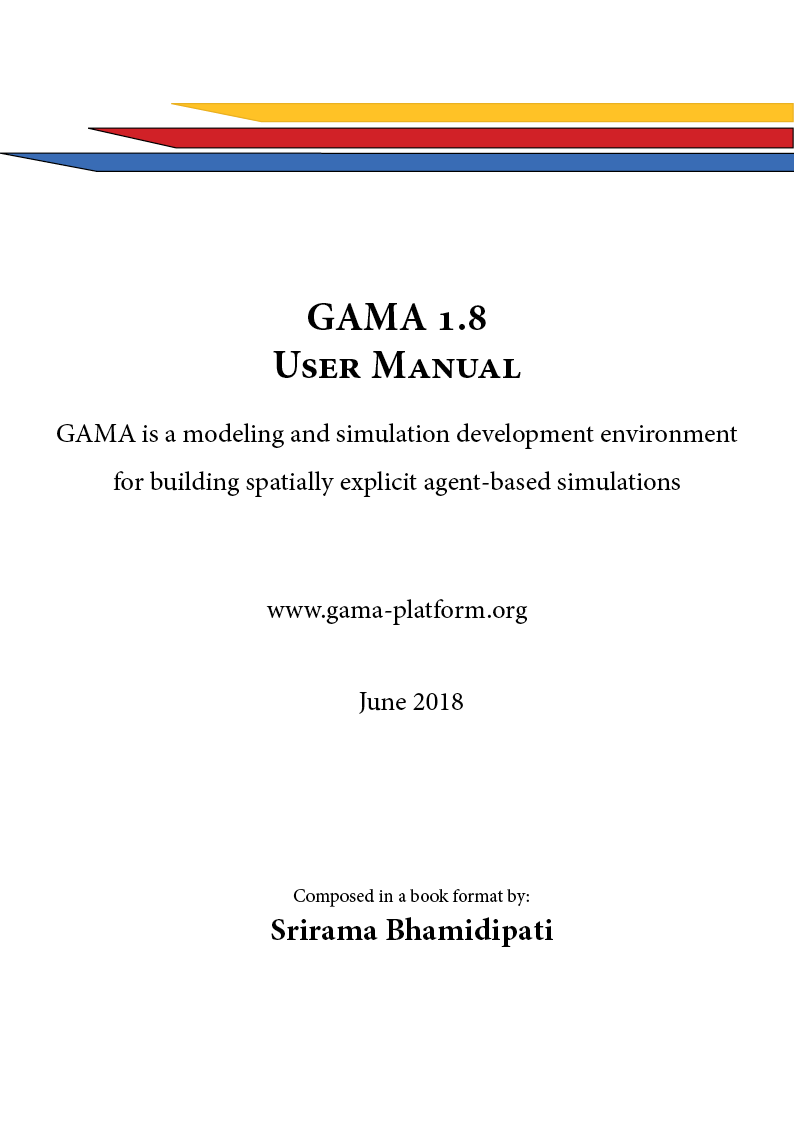 GAMA 1.8
User Manual
GAMA is a modeling and simulation development environment
for building spatially explicit agent-based simulations
www.gama-platform.org
June 2018
Composed in a book format by:
Srirama Bhamidipati